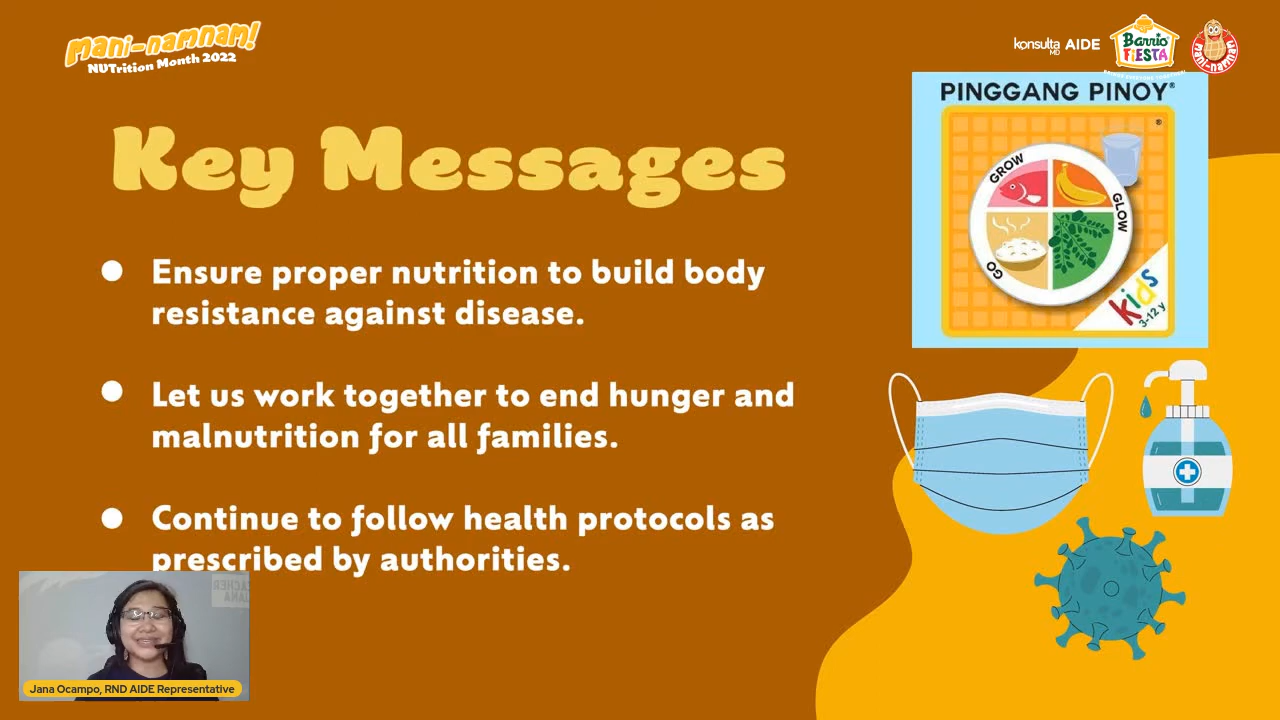 Mani-namnam!
NUTrition Month 2022
konsulta MD AIDE
Barrio FIESTA
Mani-namnam
PINGGANG PINOY®
®
GROW
GLOW
GO
Kids
3-12 y
Key Messages
Ensure proper nutrition to build body
resistance against disease.
Let us work together to end hunger and
malnutrition for all families.
Continue to follow health protocols as
prescribed by authorities.
Jana Ocampo, RND AIDE Representative